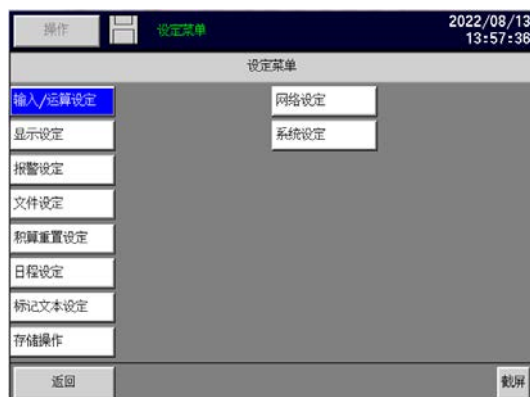 操作
设定菜单
2022/08/13
13:57:36
设定菜单
输入/运算设定
网络设定
显示设定
系统设定
报警设定
文件设定
积算重置设定
日程设定
标记文本设定
存储操作
返回
截屏